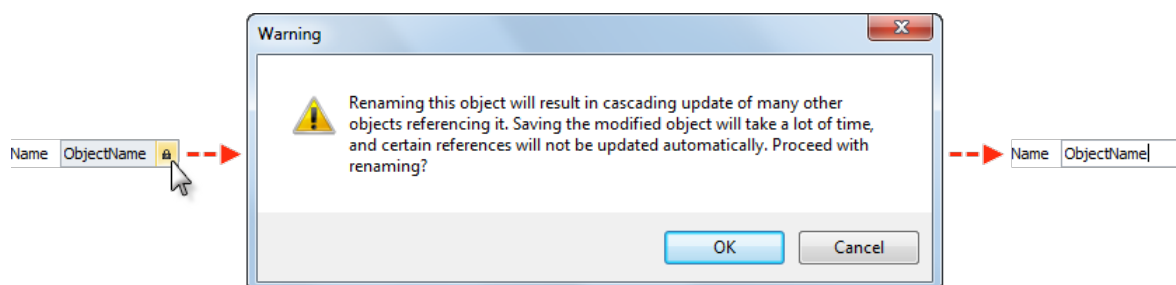 Warning
Renaming this object will result in cascading update of many other
objects referencing it. Saving the modified object will take a lot of time,
and certain references will not be updated automatically. Proceed with
renaming?
Name ObjectName
Name ObjectName
OK Cancel